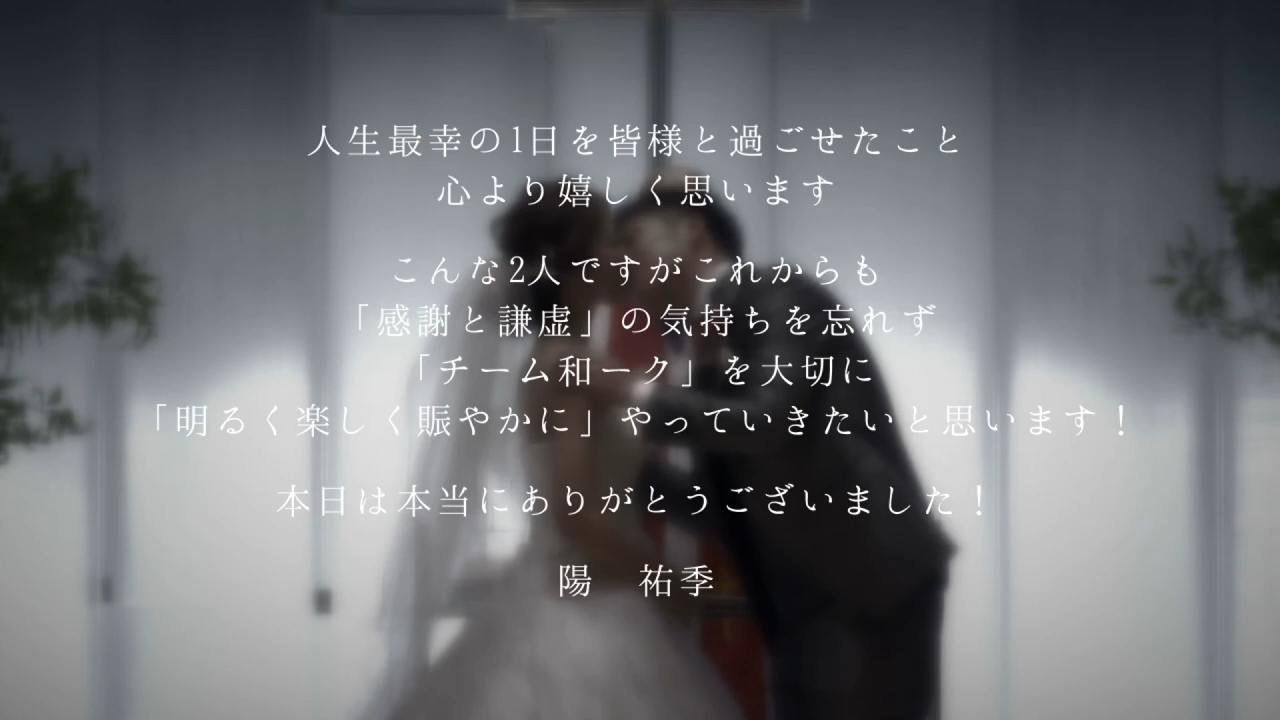 人生最幸の1日を皆様と過ごせたこと
心より嬉しく思います
こんな2人ですがこれからも
「感謝と謙虚」の気持ちを忘れず
「チーム和ーク」を大切に
「明るく楽しく賑やかに」やっていきたいと思います！
本日は本当にありがとうございました！
陽　祐季